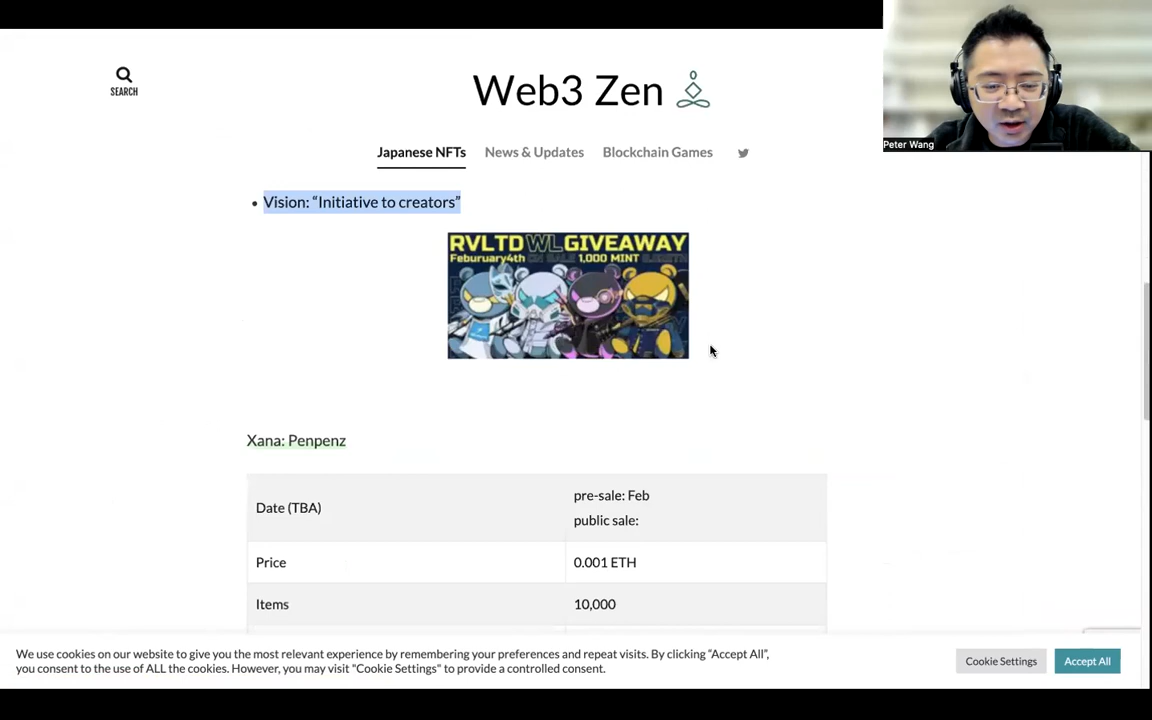 Web3 Zen
SEARCH
Peter Wang
Japanese NFTs News & Updates Blockchain Games
• Vision: “Initiative to creators”
RVLTD WL GIVEAWAY
Feburuary4th ON SALE 1,000 MINT
Xana: Penpenz
Date (TBA)
pre-sale: Feb
public sale:
Price 0.001 ETH
Items 10,000
We use cookies on our website to give you the most relevant experience by remembering your preferences and repeat visits. By clicking “Accept All”,
you consent to the use of ALL the cookies. However, you may visit "Cookie Settings" to provide a controlled consent.
Cookie Settings Accept All